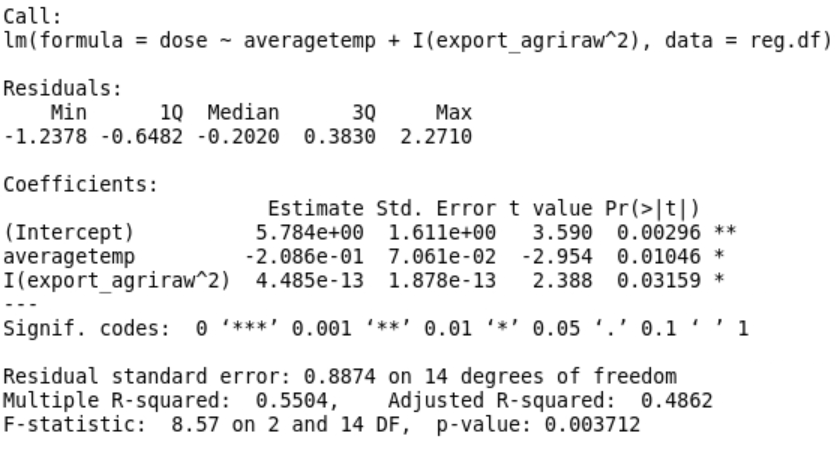 Call:
lm(formula = dose ~ averagetemp + I(export_agriraw^2), data = reg.df)
Residuals:
Min 1Q Median 3Q Max
-1.2378 -0.6482 -0.2020 0.3830 2.2710
Coefficients:
Estimate Std. Error t value Pr(>|t|)
(Intercept) 5.784e+00 1.611e+00 3.590 0.00296 **
averagetemp -2.086e-01 7.061e-02 -2.954 0.01046 *
I(export_agriraw^2) 4.485e-13 1.878e-13 2.388 0.03159 *
---
Signif. codes: 0 ‘***’ 0.001 ‘**’ 0.01 ‘*’ 0.05 ‘.’ 0.1 ‘ ’ 1
Residual standard error: 0.8874 on 14 degrees of freedom
Multiple R-squared: 0.5504, Adjusted R-squared: 0.4862
F-statistic: 8.57 on 2 and 14 DF, p-value: 0.003712